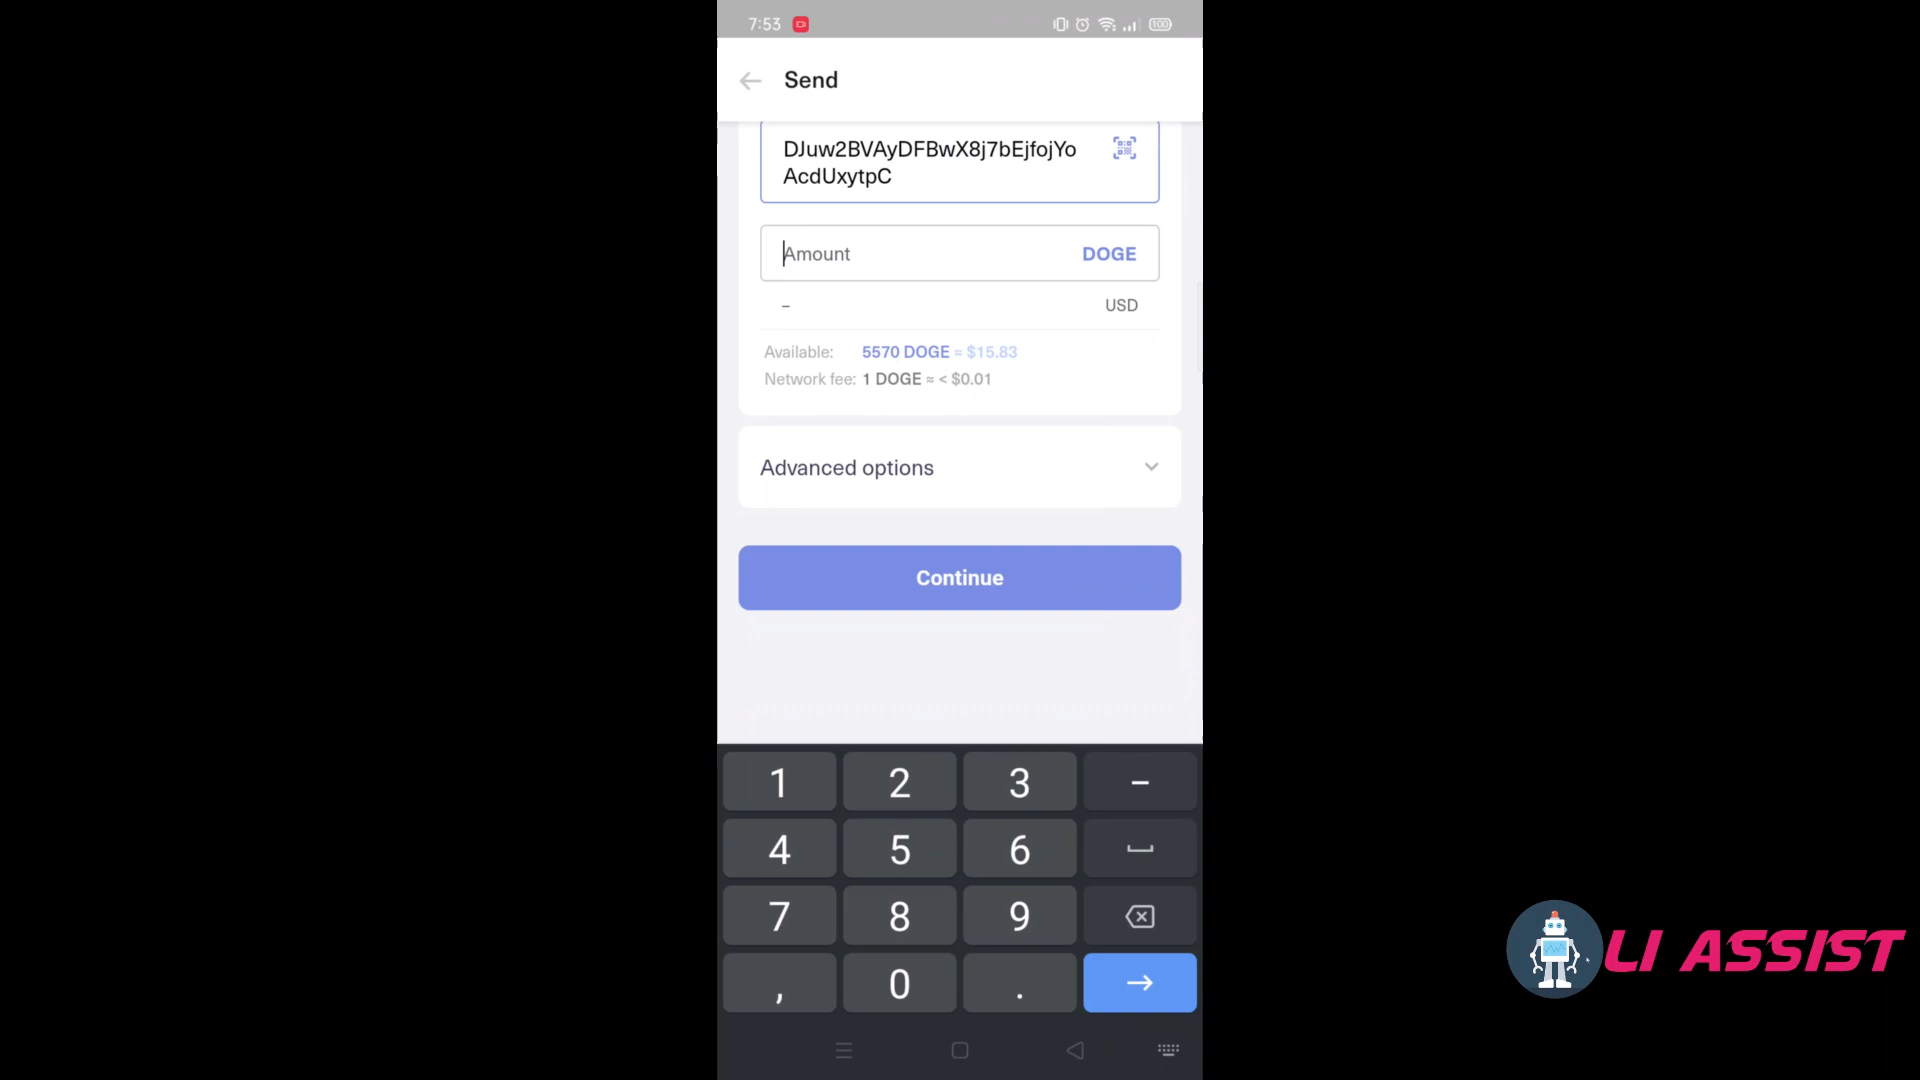 7:53
100
Send
DJuw2BVAyDFBwX8j7bEjfojYo
AcdUxytpC
Amount DOGE
– USD
Available: 5570 DOGE ≈ $15.83
Network fee: 1 DOGE ≈ < $0.01
Advanced options
Continue
1 2 3 –
4 5 6
7 8 9
, 0 .
LI ASSIST